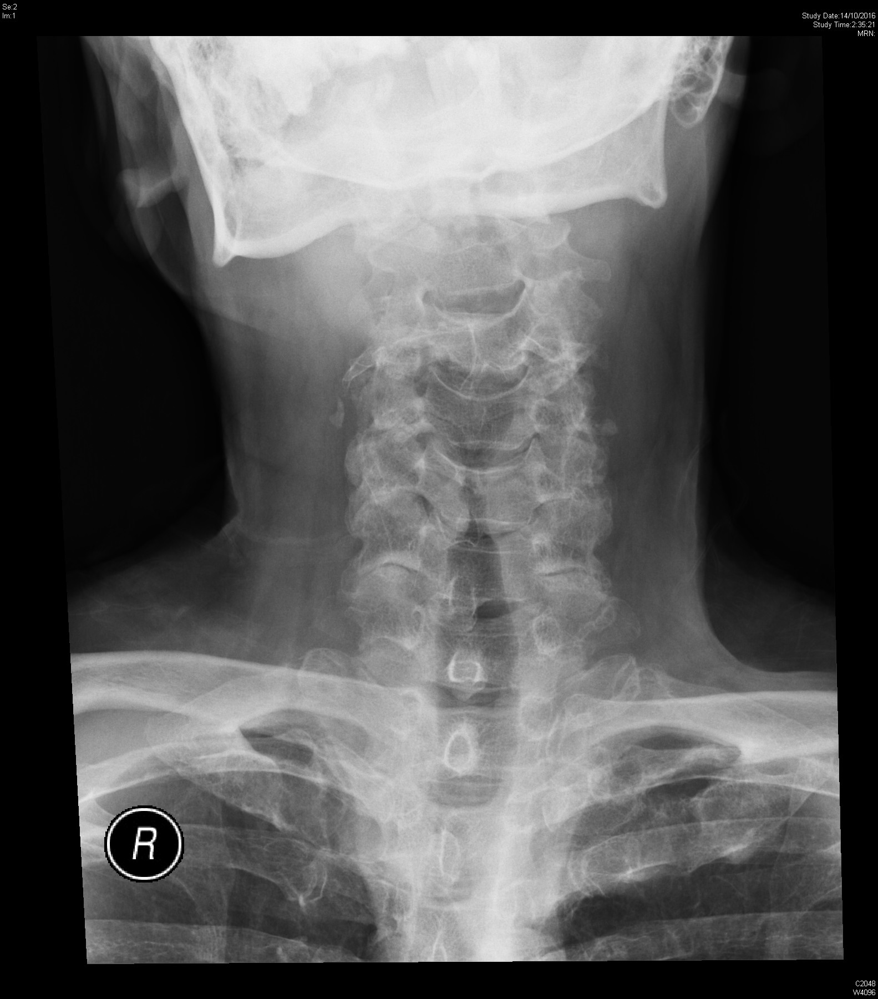 Se:2
Im:1
Study Date:14/10/2016
Study Time:2:35:21
MRN:
R
C2048
W4096